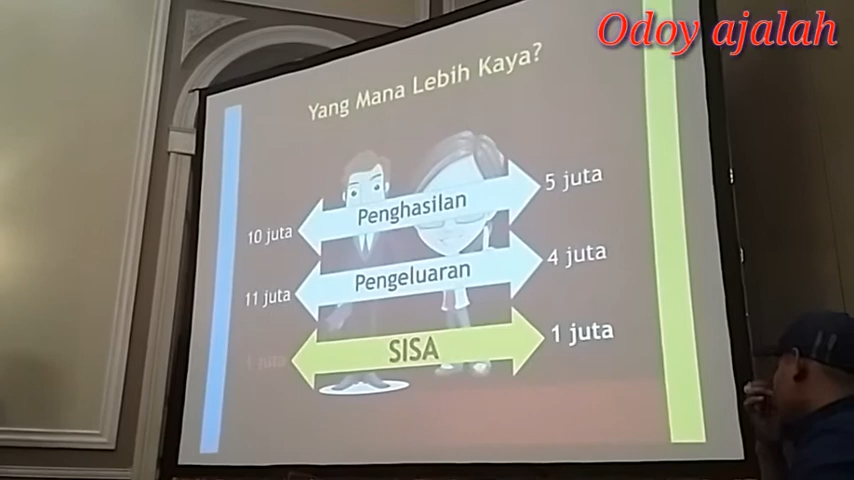 Odoy ajalah
Yang Mana Lebih Kaya?
10 juta
Penghasilan
5 juta
11 juta
Pengeluaran
4 juta
SISA
1 juta